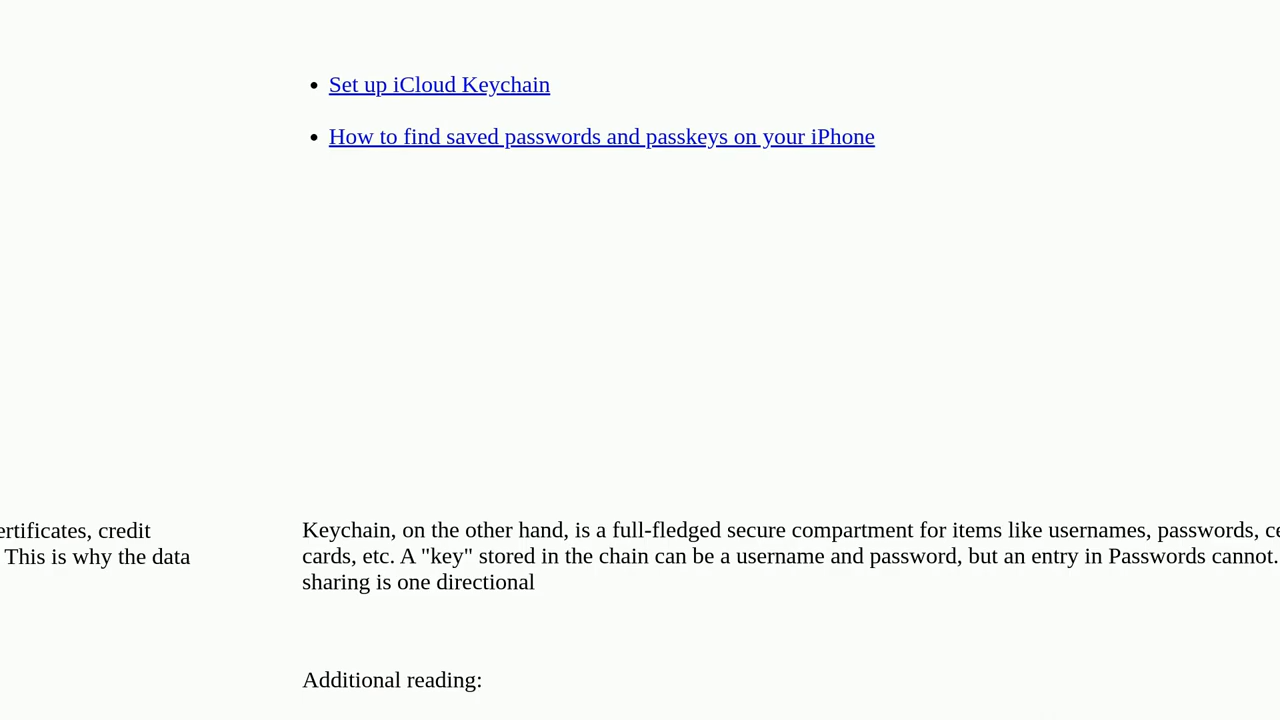 Set up iCloud Keychain
How to find saved passwords and passkeys on your iPhone
ertificates, credit
This is why the data
Keychain, on the other hand, is a full-fledged secure compartment for items like usernames, passwords, ce
cards, etc. A "key" stored in the chain can be a username and password, but an entry in Passwords cannot.
sharing is one directional
Additional reading: